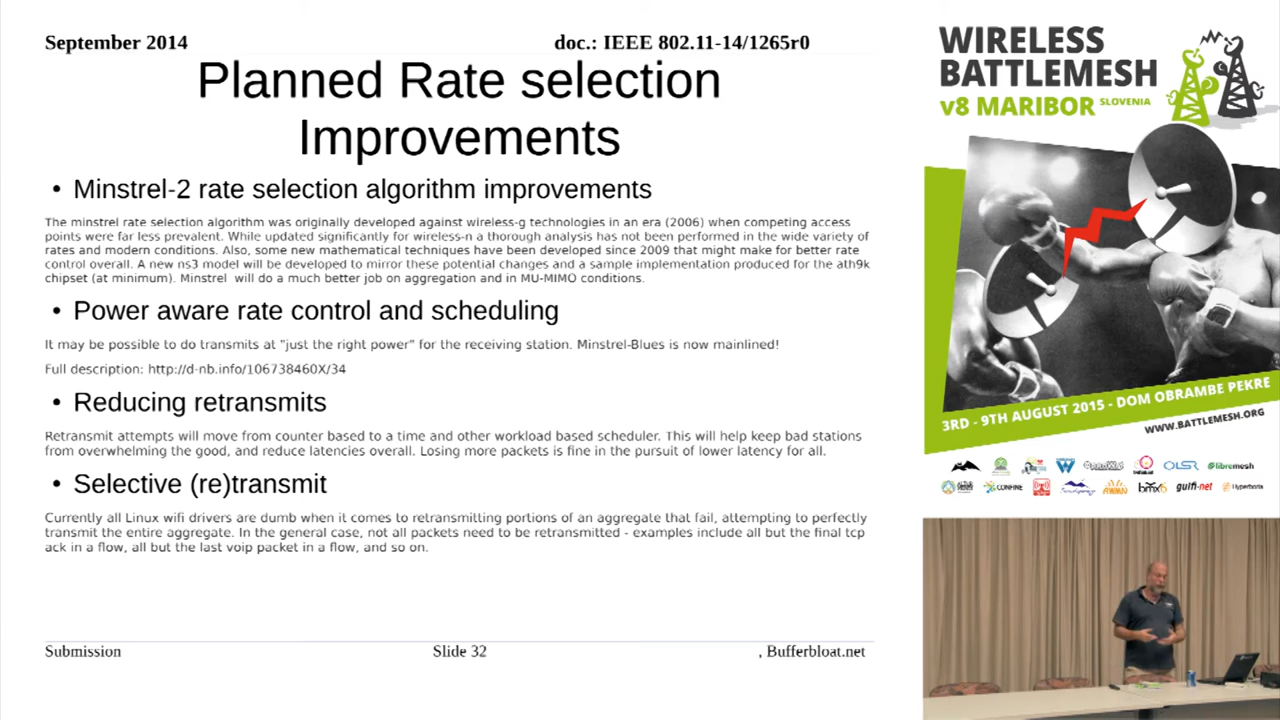 September 2014
doc.: IEEE 802.11-14/1265r0
Planned Rate selection
Improvements
• Minstrel-2 rate selection algorithm improvements
The minstrel rate selection algorithm was originally developed against wireless-g technologies in an era (2006) when competing access
points were far less prevalent. While updated significantly for wireless-n a thorough analysis has not been performed in the wide variety of
rates and modern conditions. Also, some new mathematical techniques have been developed since 2009 that might make for better rate
control overall. A new ns3 model will be developed to mirror these potential changes and a sample implementation produced for the ath9k
chipset (at minimum). Minstrel will do a much better job on aggregation and in MU-MIMO conditions.
• Power aware rate control and scheduling
It may be possible to do transmits at "just the right power" for the receiving station. Minstrel-Blues is now mainlined!
Full description: http://d-nb.info/106738460X/34
• Reducing retransmits
Retransmit attempts will move from counter based to a time and other workload based scheduler. This will help keep bad stations
from overwhelming the good, and reduce latencies overall. Losing more packets is fine in the pursuit of lower latency for all.
• Selective (re)transmit
Currently all Linux wifi drivers are dumb when it comes to retransmitting portions of an aggregate that fail, attempting to perfectly
transmit the entire aggregate. In the general case, not all packets need to be retransmitted - examples include all but the final tcp
ack in a flow, all but the last voip packet in a flow, and so on.
Submission
Slide 32
, Bufferbloat.net
WIRELESS
BATTLEMESH
v8 MARIBOR SLOVENIA
3RD - 9TH AUGUST 2015 - DOM OBRAMBE PEKRE
WWW.BATTLEMESH.ORG
OLSR
libremesh
CONFINE
AWMN
bmx6
guifi·net
Hyperboria